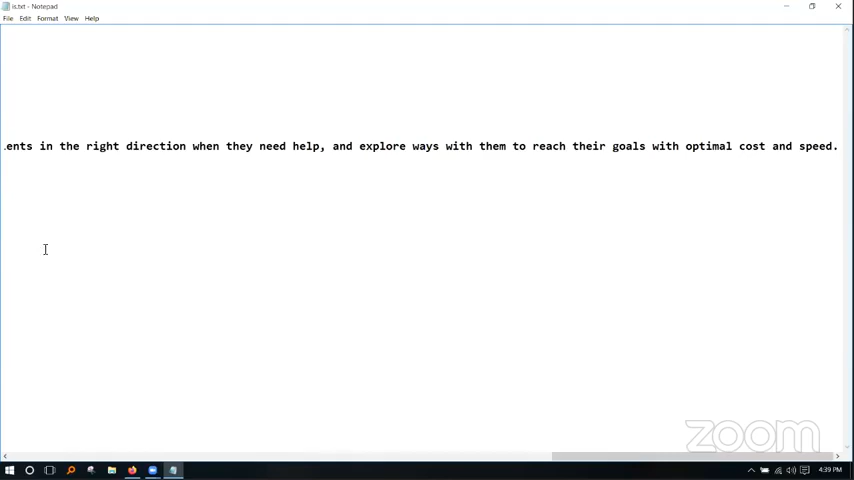 is.txt - Notepad
File Edit Format View Help
ents in the right direction when they need help, and explore ways with them to reach their goals with optimal cost and speed.
zoom
4:39 PM